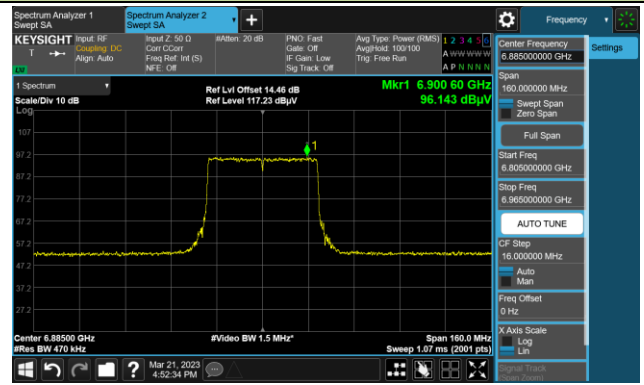 Spectrum Analyzer 1
Swept SA
Spectrum Analyzer 2
Swept SA
+
Frequency
KEYSIGHT
T
LW
Input: RF
Coupling: DC
Align: Auto
Input Z: 50 Ω
Corr CCorr
Freq Ref: Int (S)
NFE: Off
#Atten: 20 dB
PNO: Fast
Gate: Off
IF Gain: Low
Sig Track: Off
Avg Type: Power (RMS)
Avg|Hold: 100/100
Trig: Free Run
1 2 3 4 5 6
A W W W W W
A P N N N N
1 Spectrum
Scale/Div 10 dB
Log
Ref Lvl Offset 14.46 dB
Ref Level 117.23 dBµV
Mkr1 6.900 60 GHz
96.143 dBµV
1
107
97.2
87.2
77.2
67.2
57.2
47.2
37.2
27.2
Center 6.88500 GHz
#Res BW 470 kHz
#Video BW 1.5 MHz*
Span 160.0 MHz
Sweep 1.07 ms (2001 pts)
?
Mar 21, 2023
4:52:34 PM
Center Frequency
6.885000000 GHz
Settings
Span
160.000000 MHz
Swept Span
Zero Span
Full Span
Start Freq
6.805000000 GHz
Stop Freq
6.965000000 GHz
AUTO TUNE
CF Step
16.000000 MHz
Auto
Man
Freq Offset
0 Hz
X Axis Scale
Log
Lin
Signal Track
(Span Zoom)